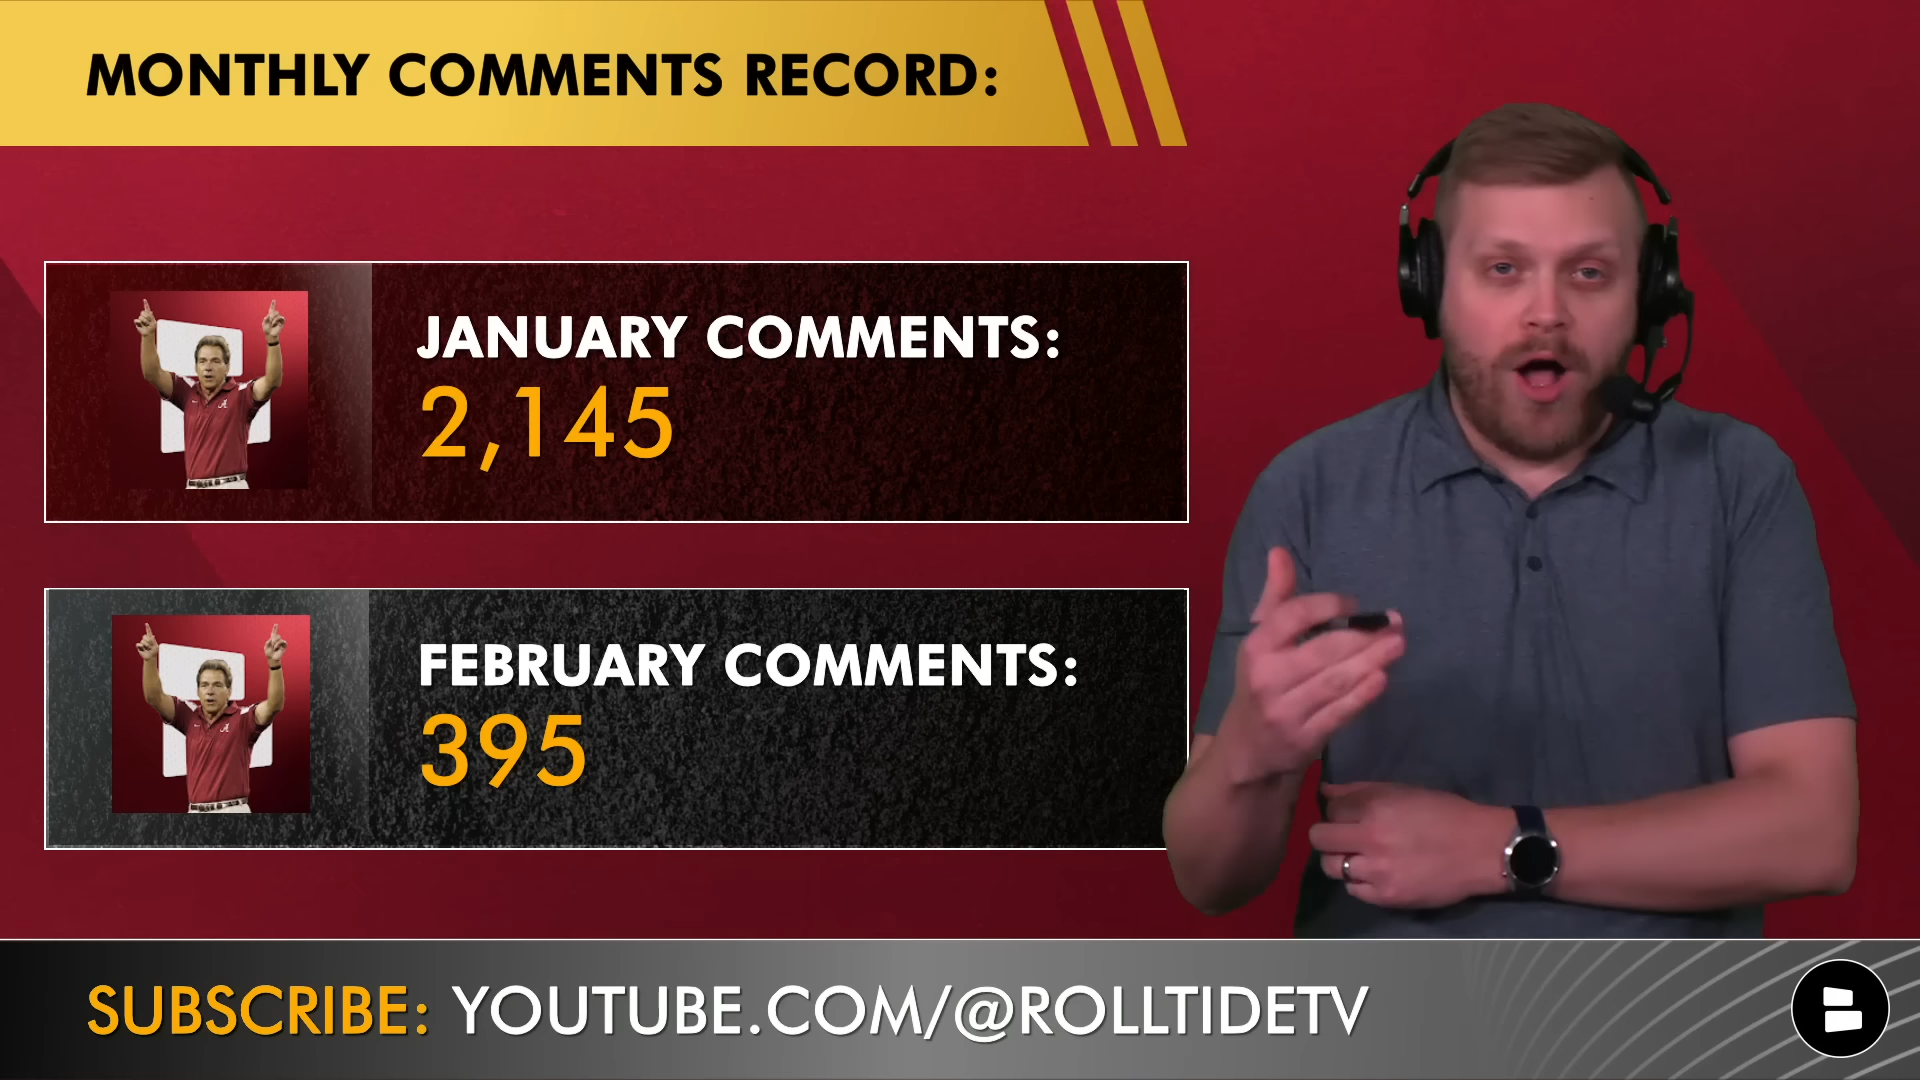 MONTHLY COMMENTS RECORD:
JANUARY COMMENTS:
2,145
FEBRUARY COMMENTS:
395
SUBSCRIBE: YOUTUBE.COM/@ROLLTIDETV